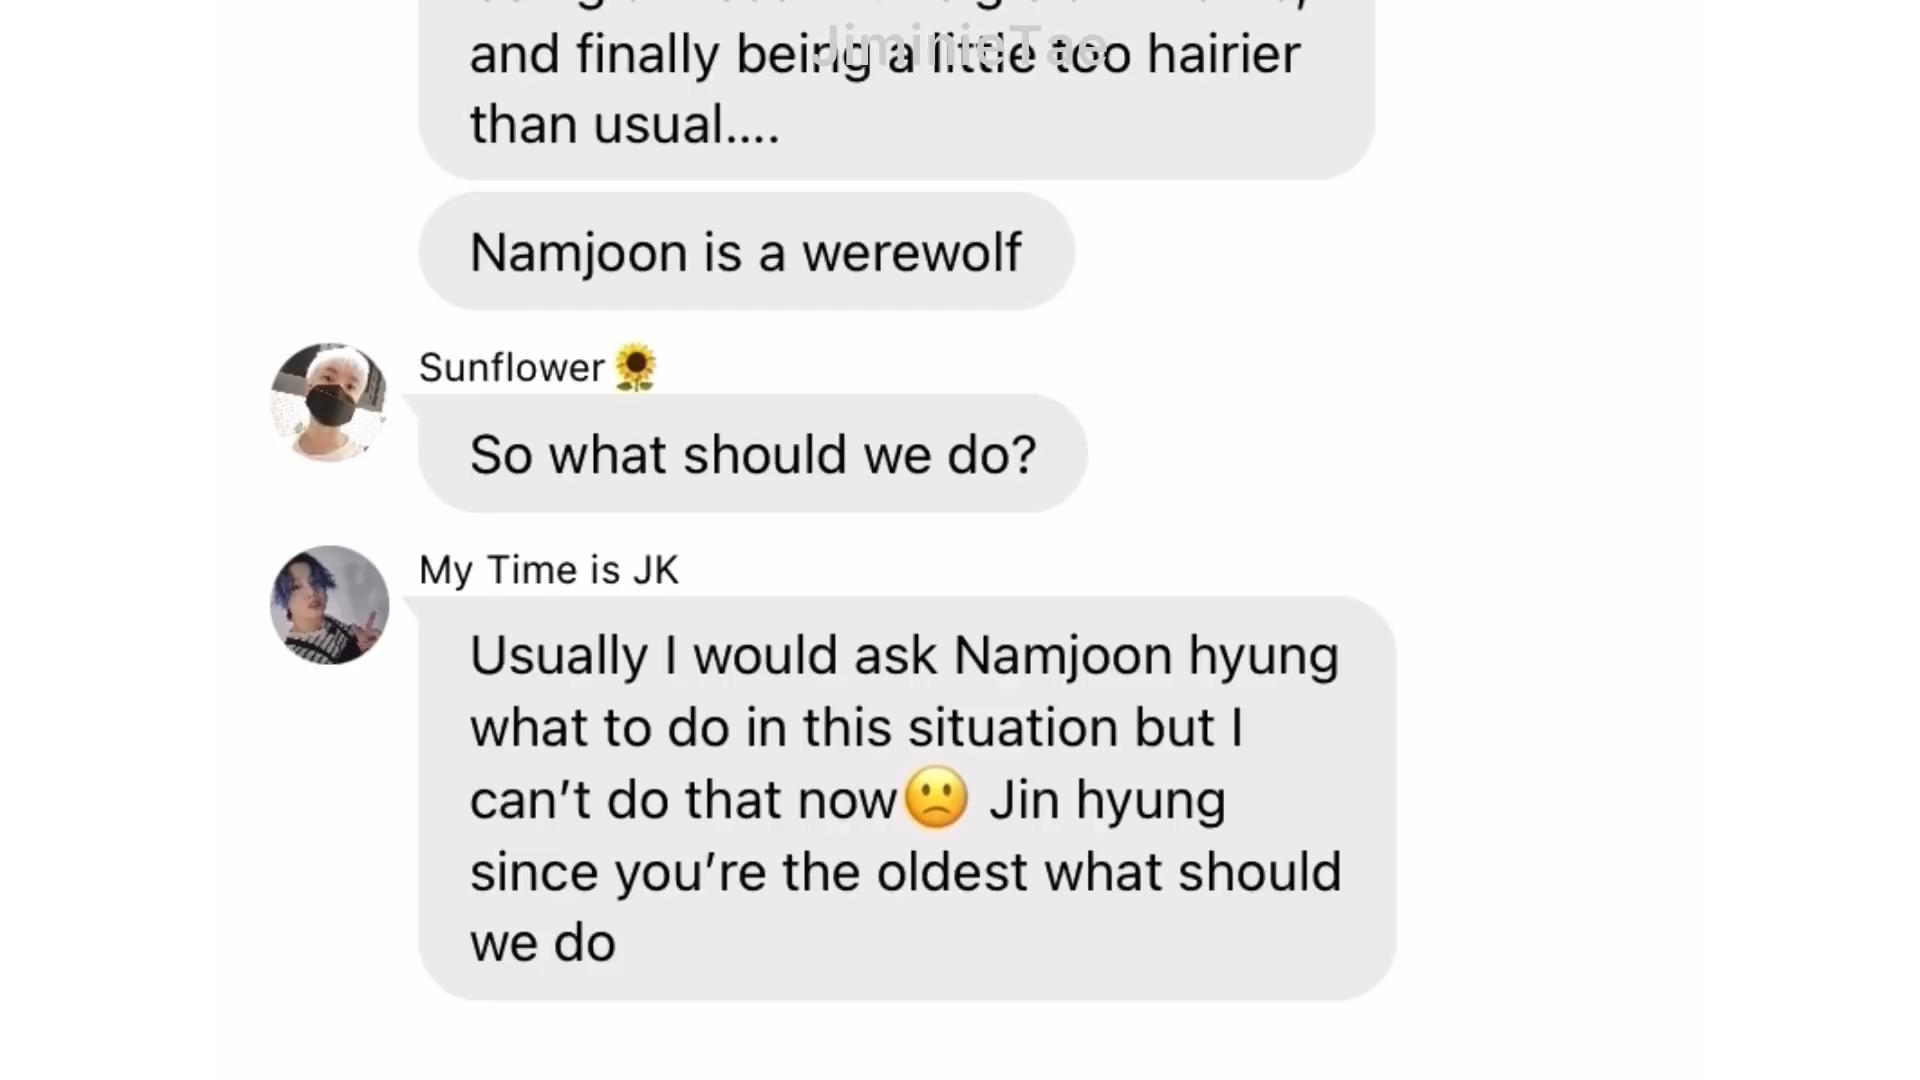 JiminieTae
and finally being a little too hairier
than usual....
Namjoon is a werewolf
Sunflower🌻
So what should we do?
My Time is JK
Usually I would ask Namjoon hyung
what to do in this situation but I
can’t do that now🙁 Jin hyung
since you’re the oldest what should
we do